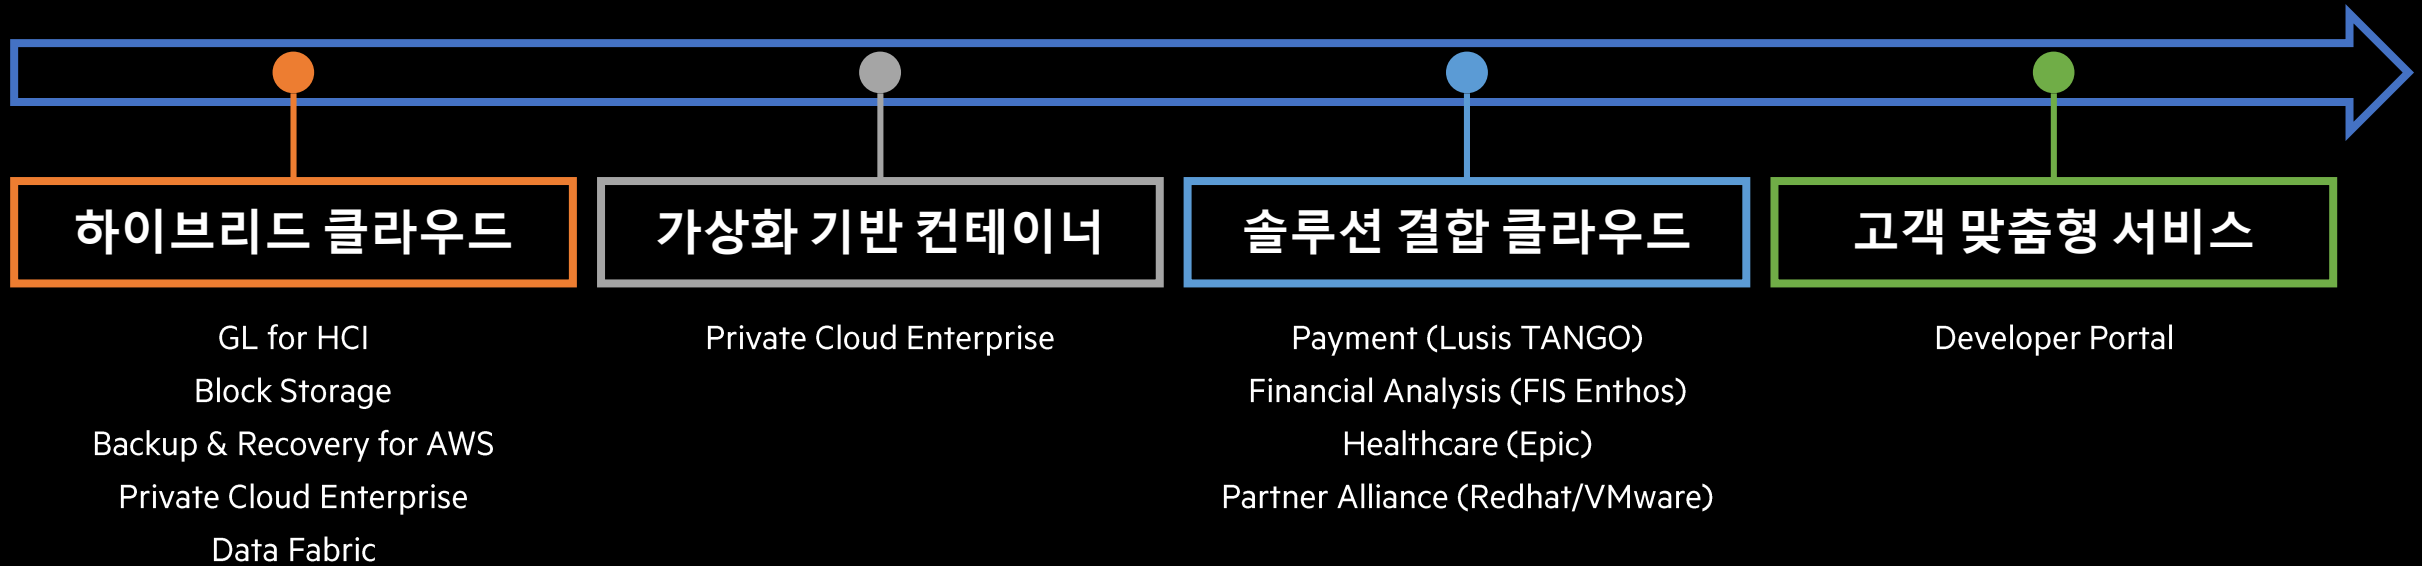 하이브리드 클라우드
GL for HCI
Block Storage
Backup & Recovery for AWS
Private Cloud Enterprise
Data Fabric
가상화 기반 컨테이너
Private Cloud Enterprise
솔루션 결합 클라우드
Payment (Lusis TANGO)
Financial Analysis (FIS Enthos)
Healthcare (Epic)
Partner Alliance (Redhat/VMware)
고객 맞춤형 서비스
Developer Portal